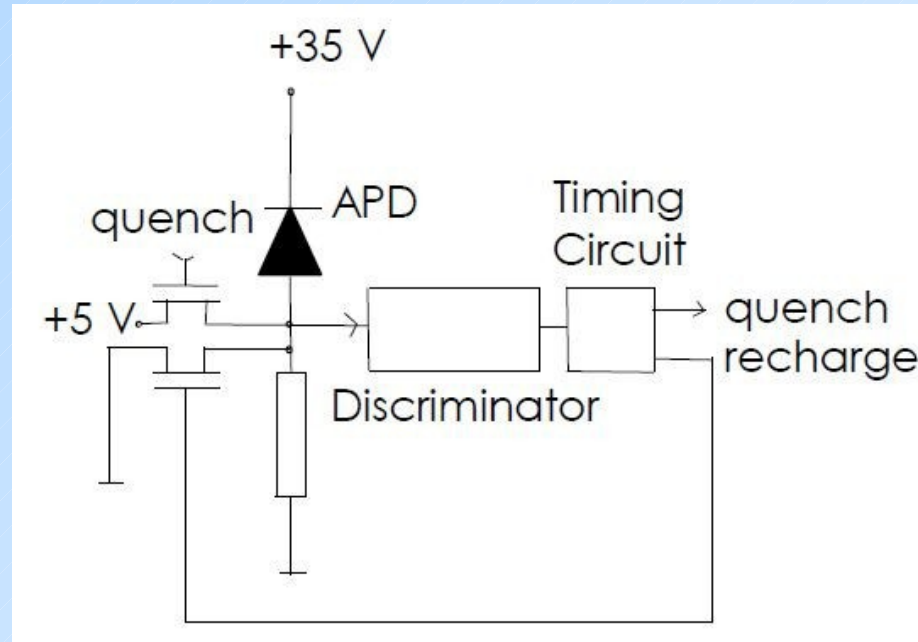 +35 V
quench
APD
Timing
Circuit
+5 V
quench
recharge
Discriminator